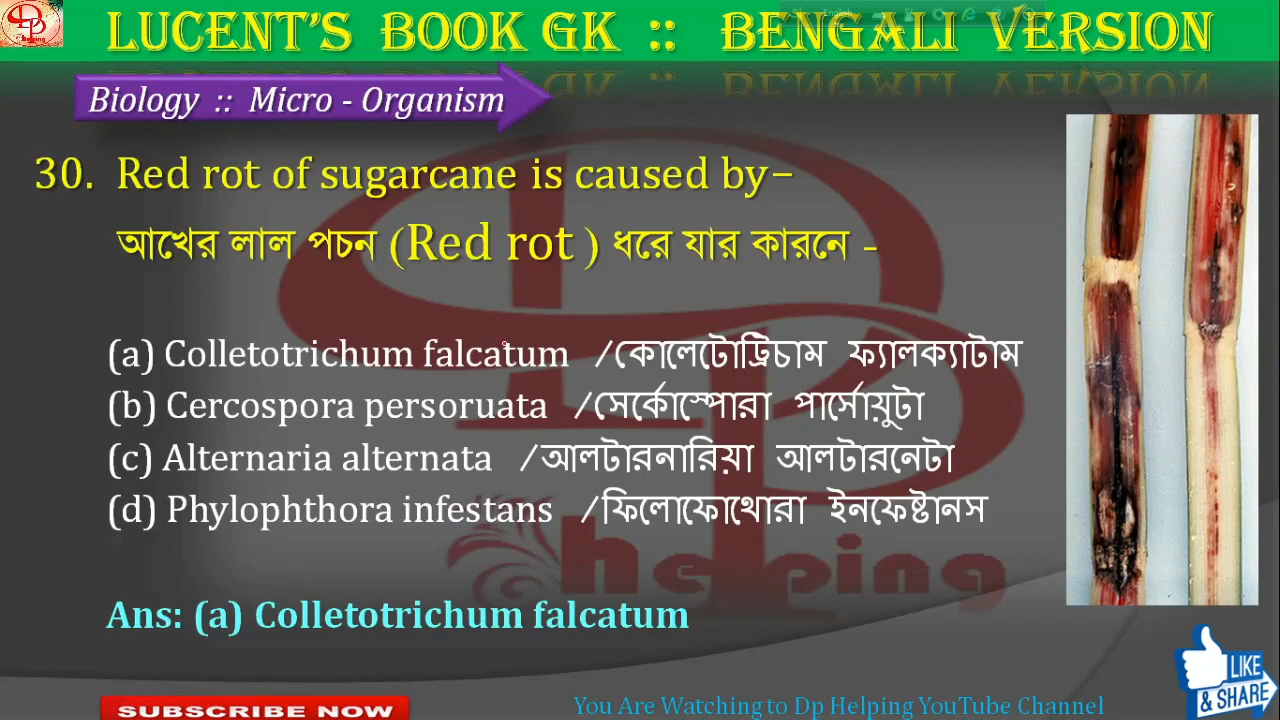 LUCENT'S BOOK GK :: BENGALI VERSION
Biology :: Micro - Organism
30. Red rot of sugarcane is caused by–
আখের লাল পচন (Red rot ) ধরে যার কারনে -
(a) Colletotrichum falcatum /কোলেটোট্রিচাম ফ্যালক্যাটাম
(b) Cercospora persoruata /সের্কোস্পোরা পার্সোয়ুটা
(c) Alternaria alternata /আলটারনারিয়া আলটারনেটা
(d) Phylophthora infestans /ফিলোফোথোরা ইনফেষ্টানস
helping
Ans: (a) Colletotrichum falcatum
LIKE
& SHARE
SUBSCRIBE NOW
You Are Watching to Dp Helping YouTube Channel